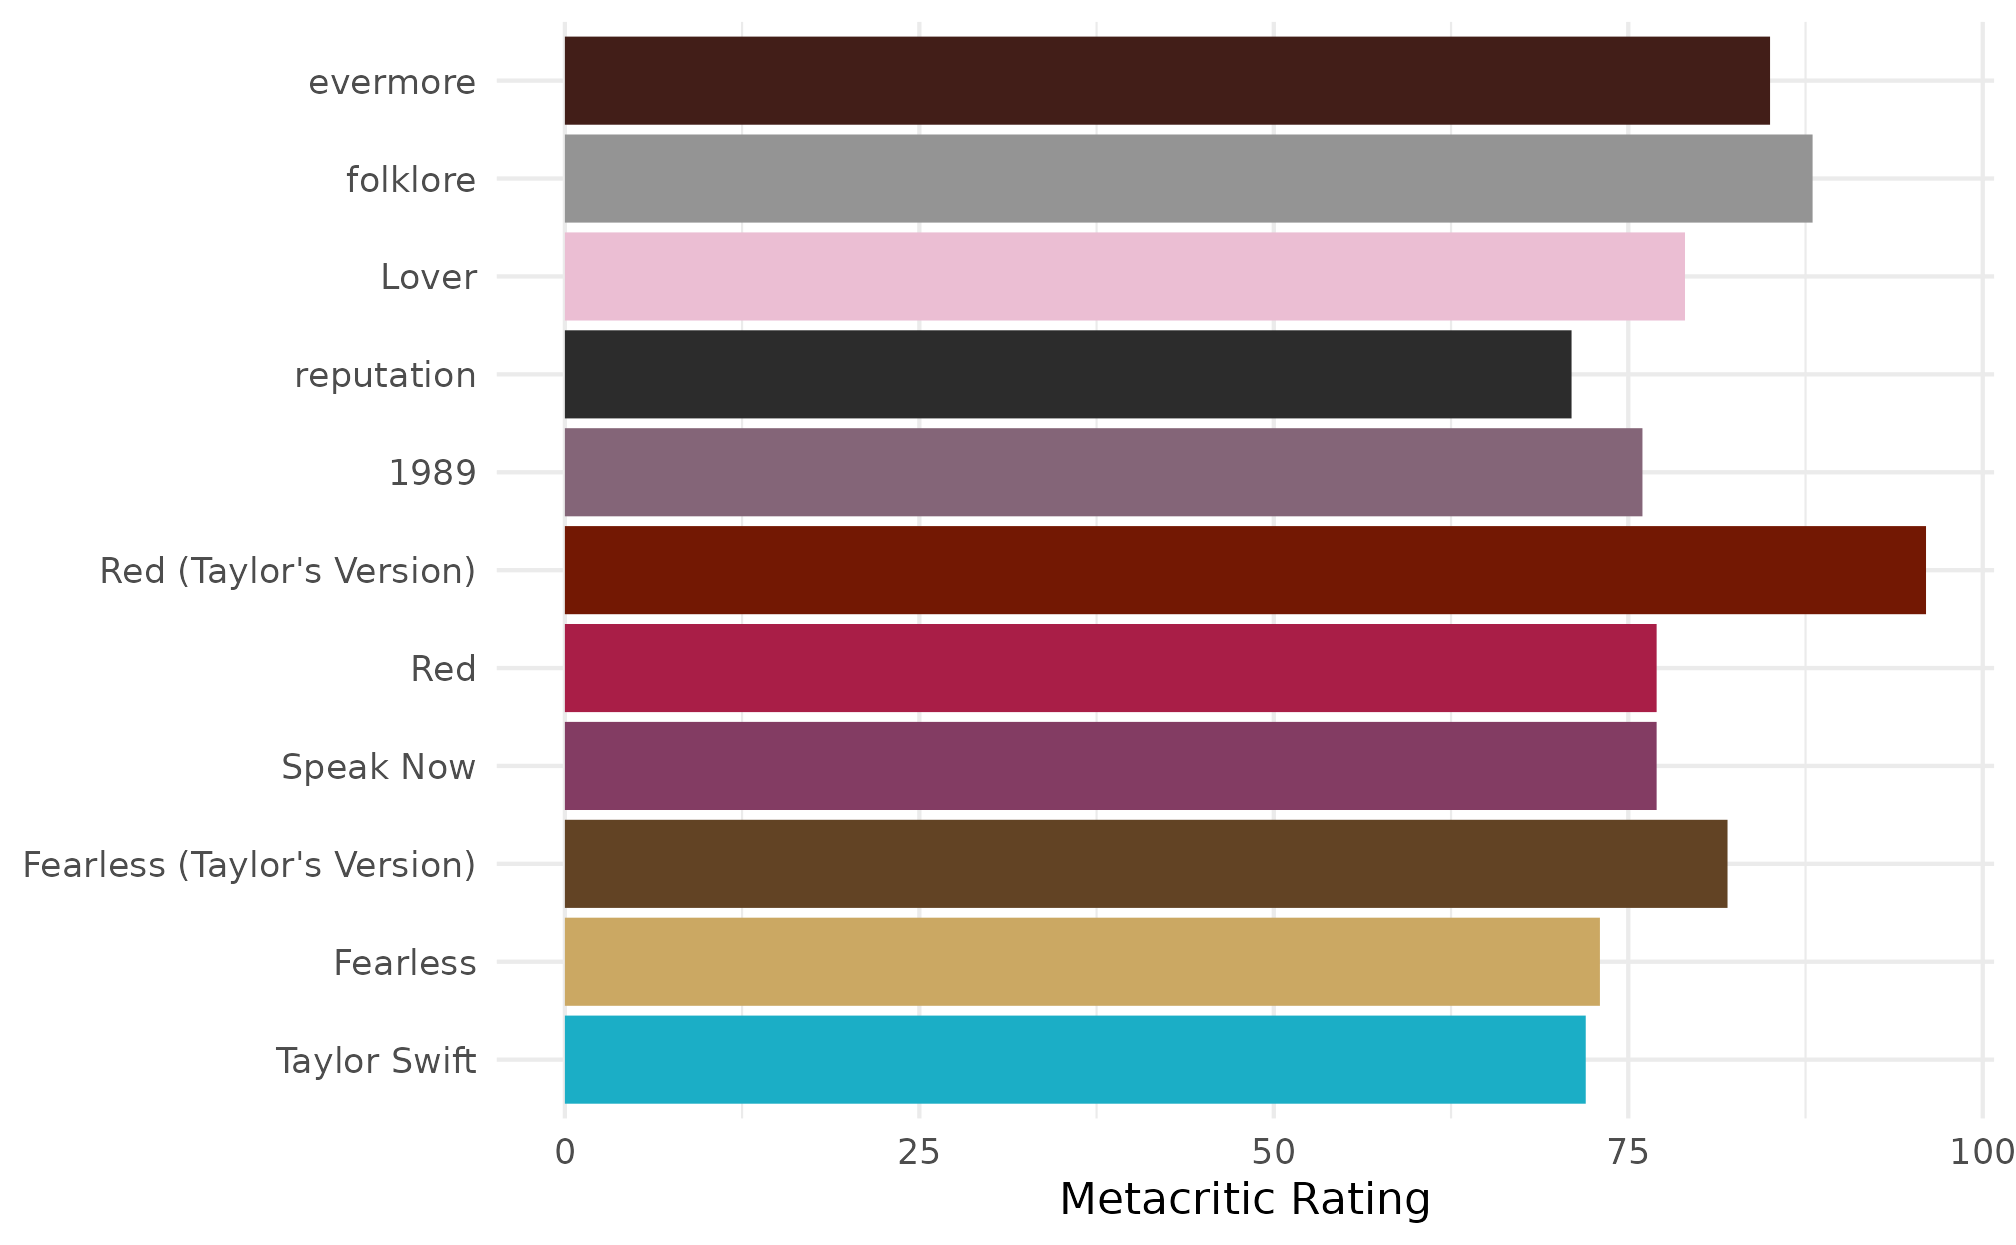 evermore
folklore
Lover
reputation
1989
Red (Taylor's Version)
Red
Speak Now
Fearless (Taylor's Version)
Fearless
Taylor Swift
0 25 50 75 100
Metacritic Rating